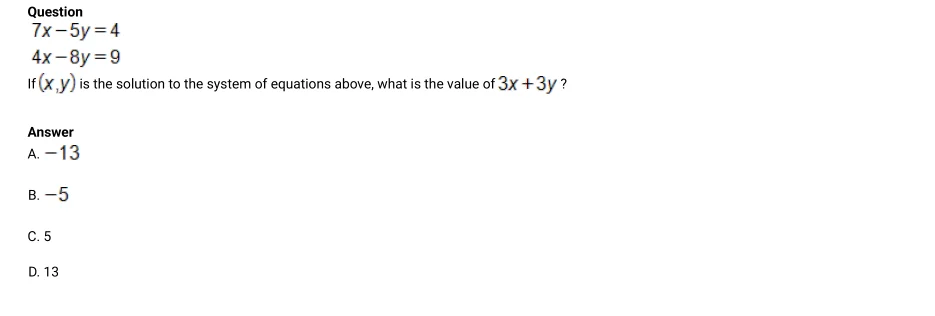 Question
7x−5y=4
4x−8y=9
If (x,y) is the solution to the system of equations above, what is the value of 3x+3y?
Answer
A. −13
B. −5
C. 5
D. 13